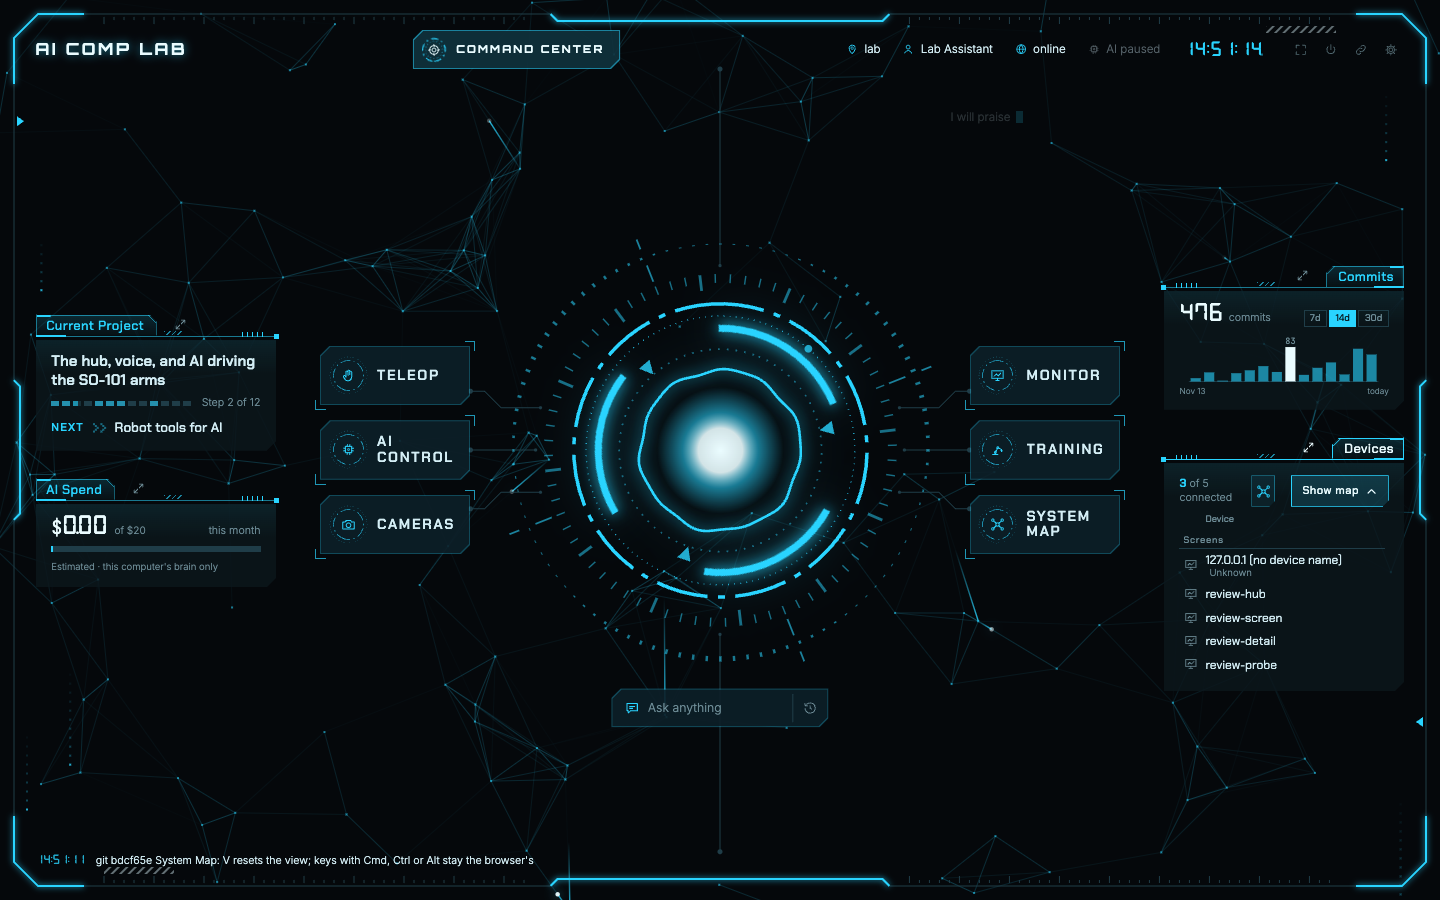 AI COMP LAB
COMMAND CENTER
lab
Lab Assistant
online
AI paused
14:51:14
I will praise
Current Project
The hub, voice, and AI driving
the SO-101 arms
Step 2 of 12
NEXT
Robot tools for AI
AI Spend
$0.00 of $20
this month
Estimated · this computer's brain only
TELEOP
AI
CONTROL
CAMERAS
MONITOR
TRAINING
SYSTEM
MAP
Commits
476 commits
7d
14d
30d
83
Nov 13
today
Devices
3 of 5
connected
Show map
Device
Screens
127.0.0.1 (no device name)
Unknown
review-hub
review-screen
review-detail
review-probe
Ask anything
14:51:11 git bdcf65e System Map: V resets the view; keys with Cmd, Ctrl or Alt stay the browser's